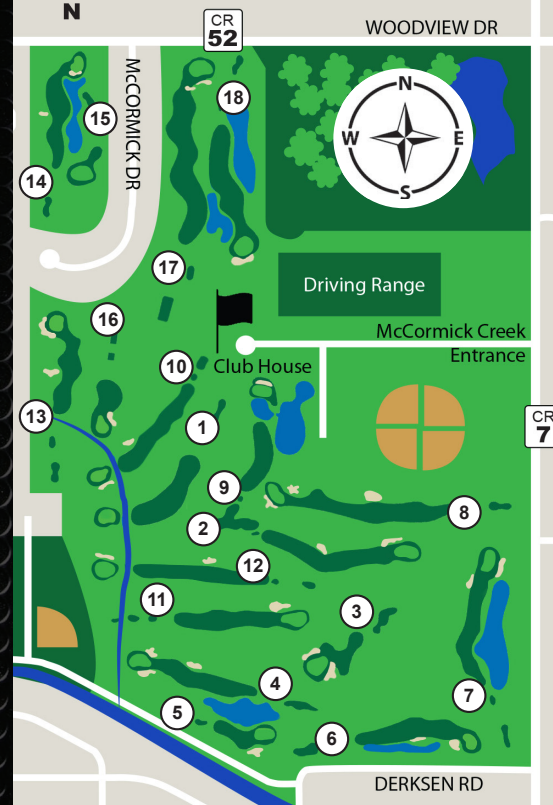 N
CR
52
WOODVIEW DR
McCORMICK DR
18
15
N
W
E
S
14
17
Driving Range
16
McCormick Creek
Entrance
10
Club House
13
1
CR
7
9
8
2
12
11
3
4
7
5
6
DERKSEN RD